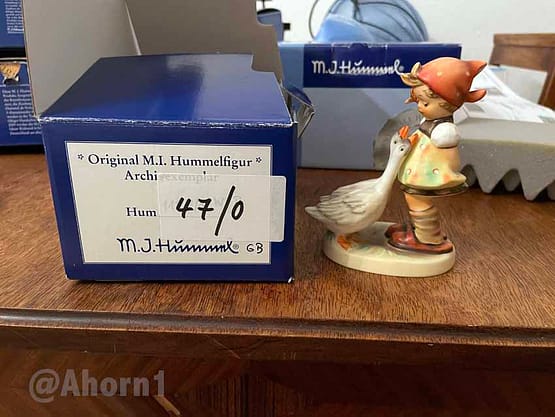 M.J.Hummel®
* Original M.I. Hummelfigur *
Archivexemplar
Hum 47/0
M.J.Hummel® GB
@Ahorn1